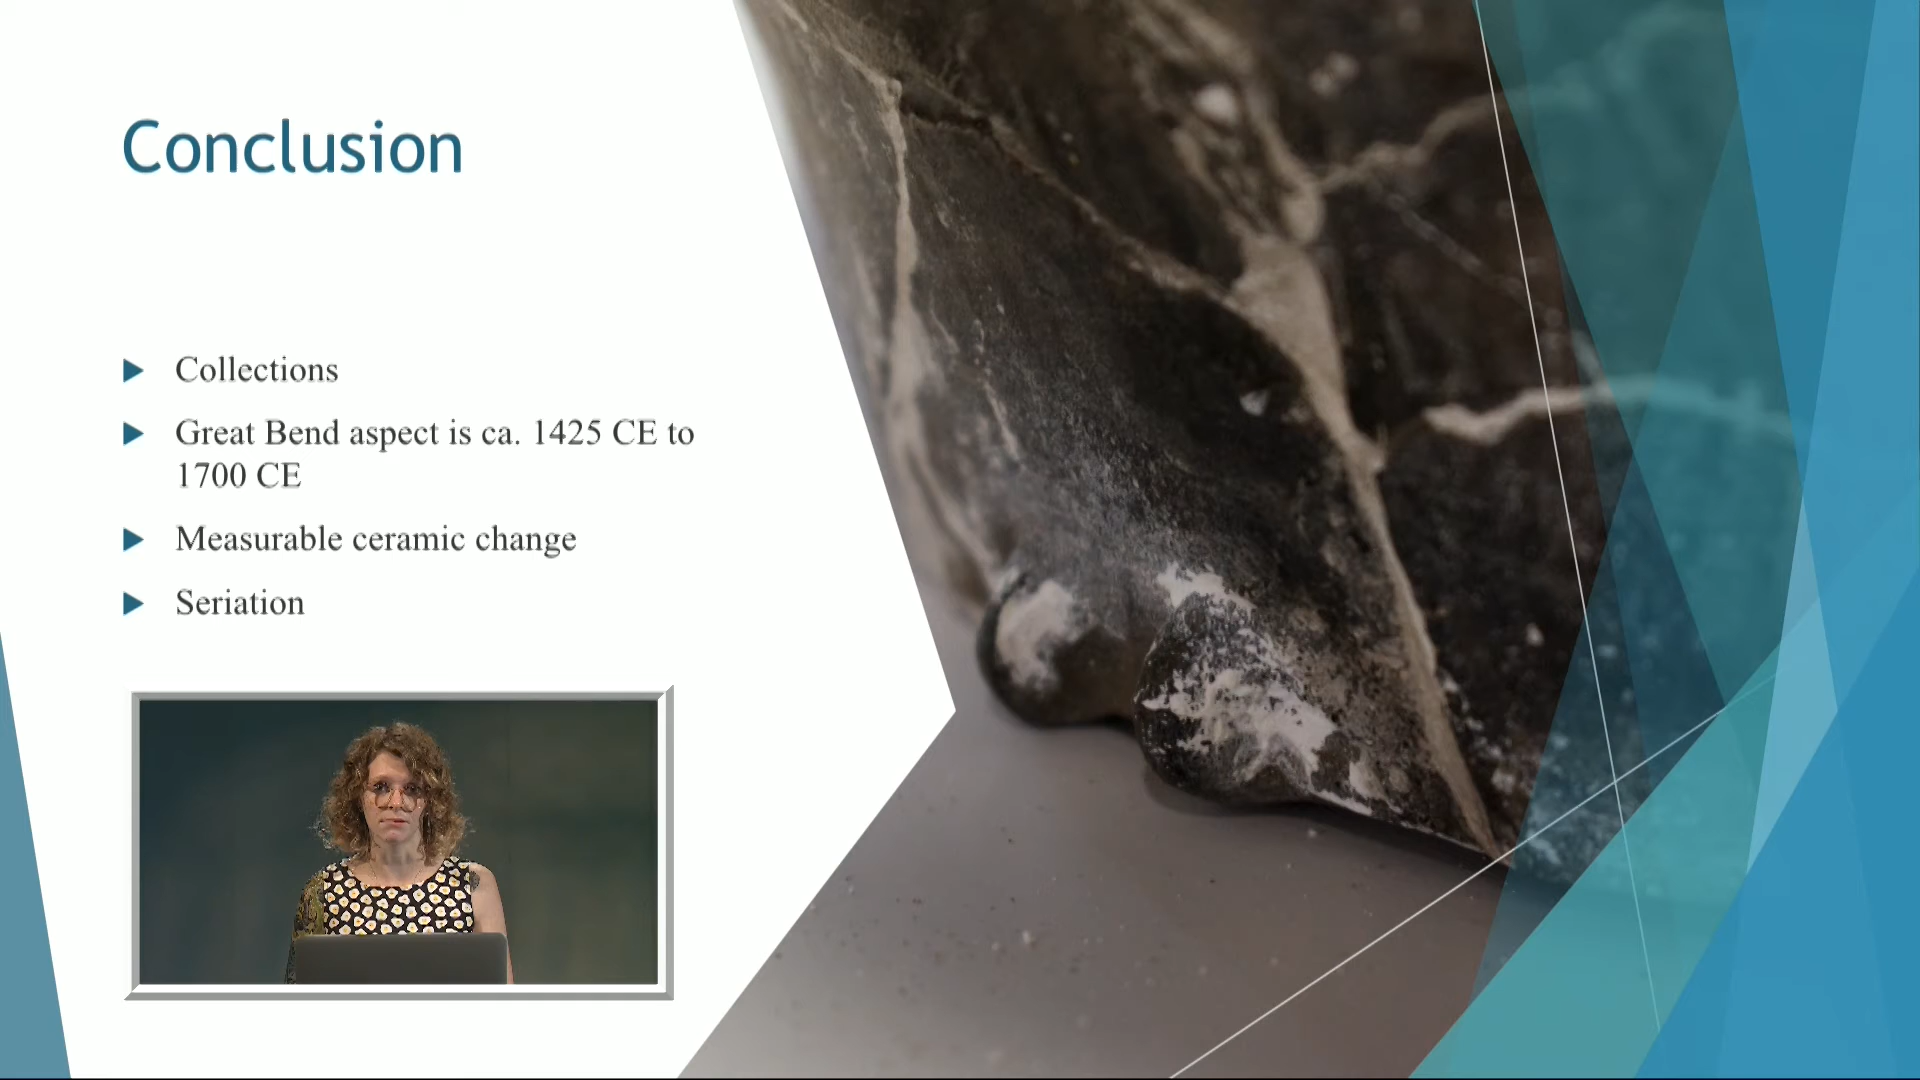 Conclusion
Collections
Great Bend aspect is ca. 1425 CE to
1700 CE
Measurable ceramic change
Seriation